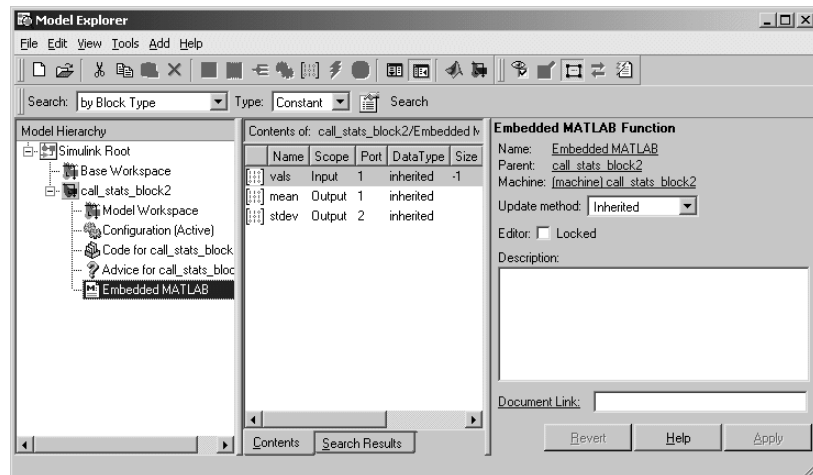 Model Explorer
File Edit View Tools Add Help
Search: by Block Type Type: Constant Search
Model Hierarchy
Simulink Root
Base Workspace
call_stats_block2
Model Workspace
Configuration (Active)
Code for call_stats_block
Advice for call_stats_bloc
Embedded MATLAB
Contents of: call_stats_block2/Embedded M
Name Scope Port DataType Size
vals Input 1 inherited -1
mean Output 1 inherited
stdev Output 2 inherited
Contents Search Results
Embedded MATLAB Function
Name: Embedded MATLAB
Parent: call_stats_block2
Machine: (machine) call_stats_block2
Update method: Inherited
Editor: Locked
Description:
Document Link:
Revert Help Apply